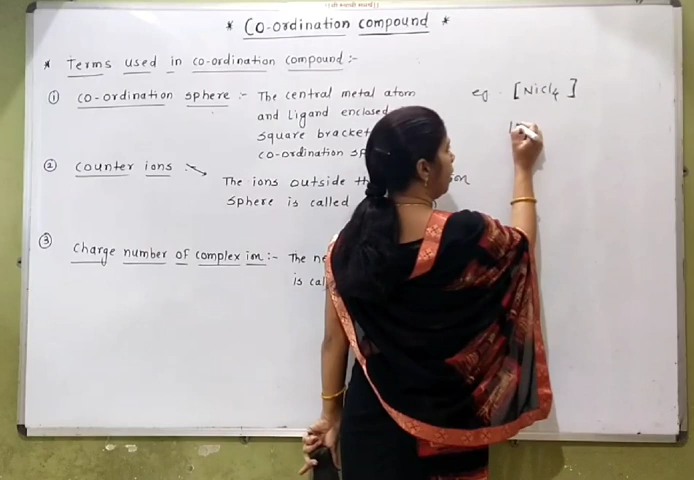 * Co-ordination compound *
* Terms used in co-ordination compound :-
① co-ordination sphere :- The central metal atom
and Ligand enclosed
square bracket
co-ordination sp
eg. [NiCl4]
② counter ions :- The ions outside th
sphere is called
③ Charge number of complex ion :- The ne
is cal